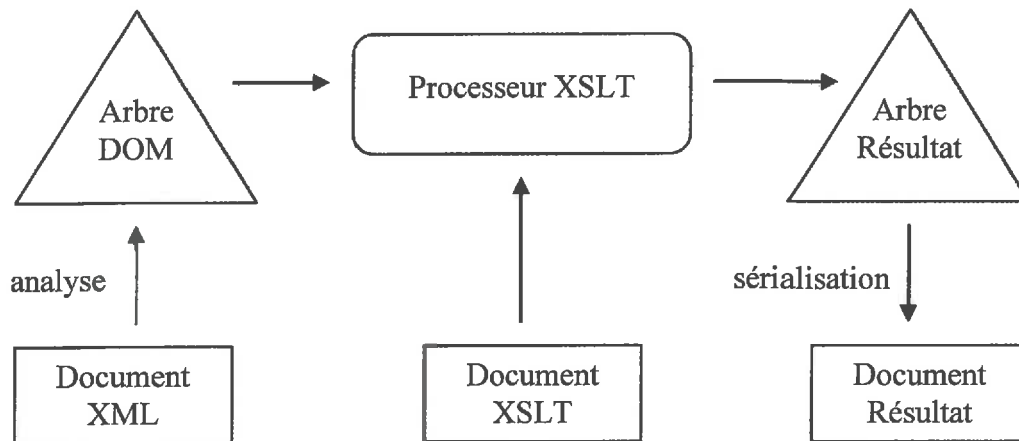 Arbre
DOM
Processeur XSLT
Arbre
Résultat
analyse
sérialisation
Document
XML
Document
XSLT
Document
Résultat